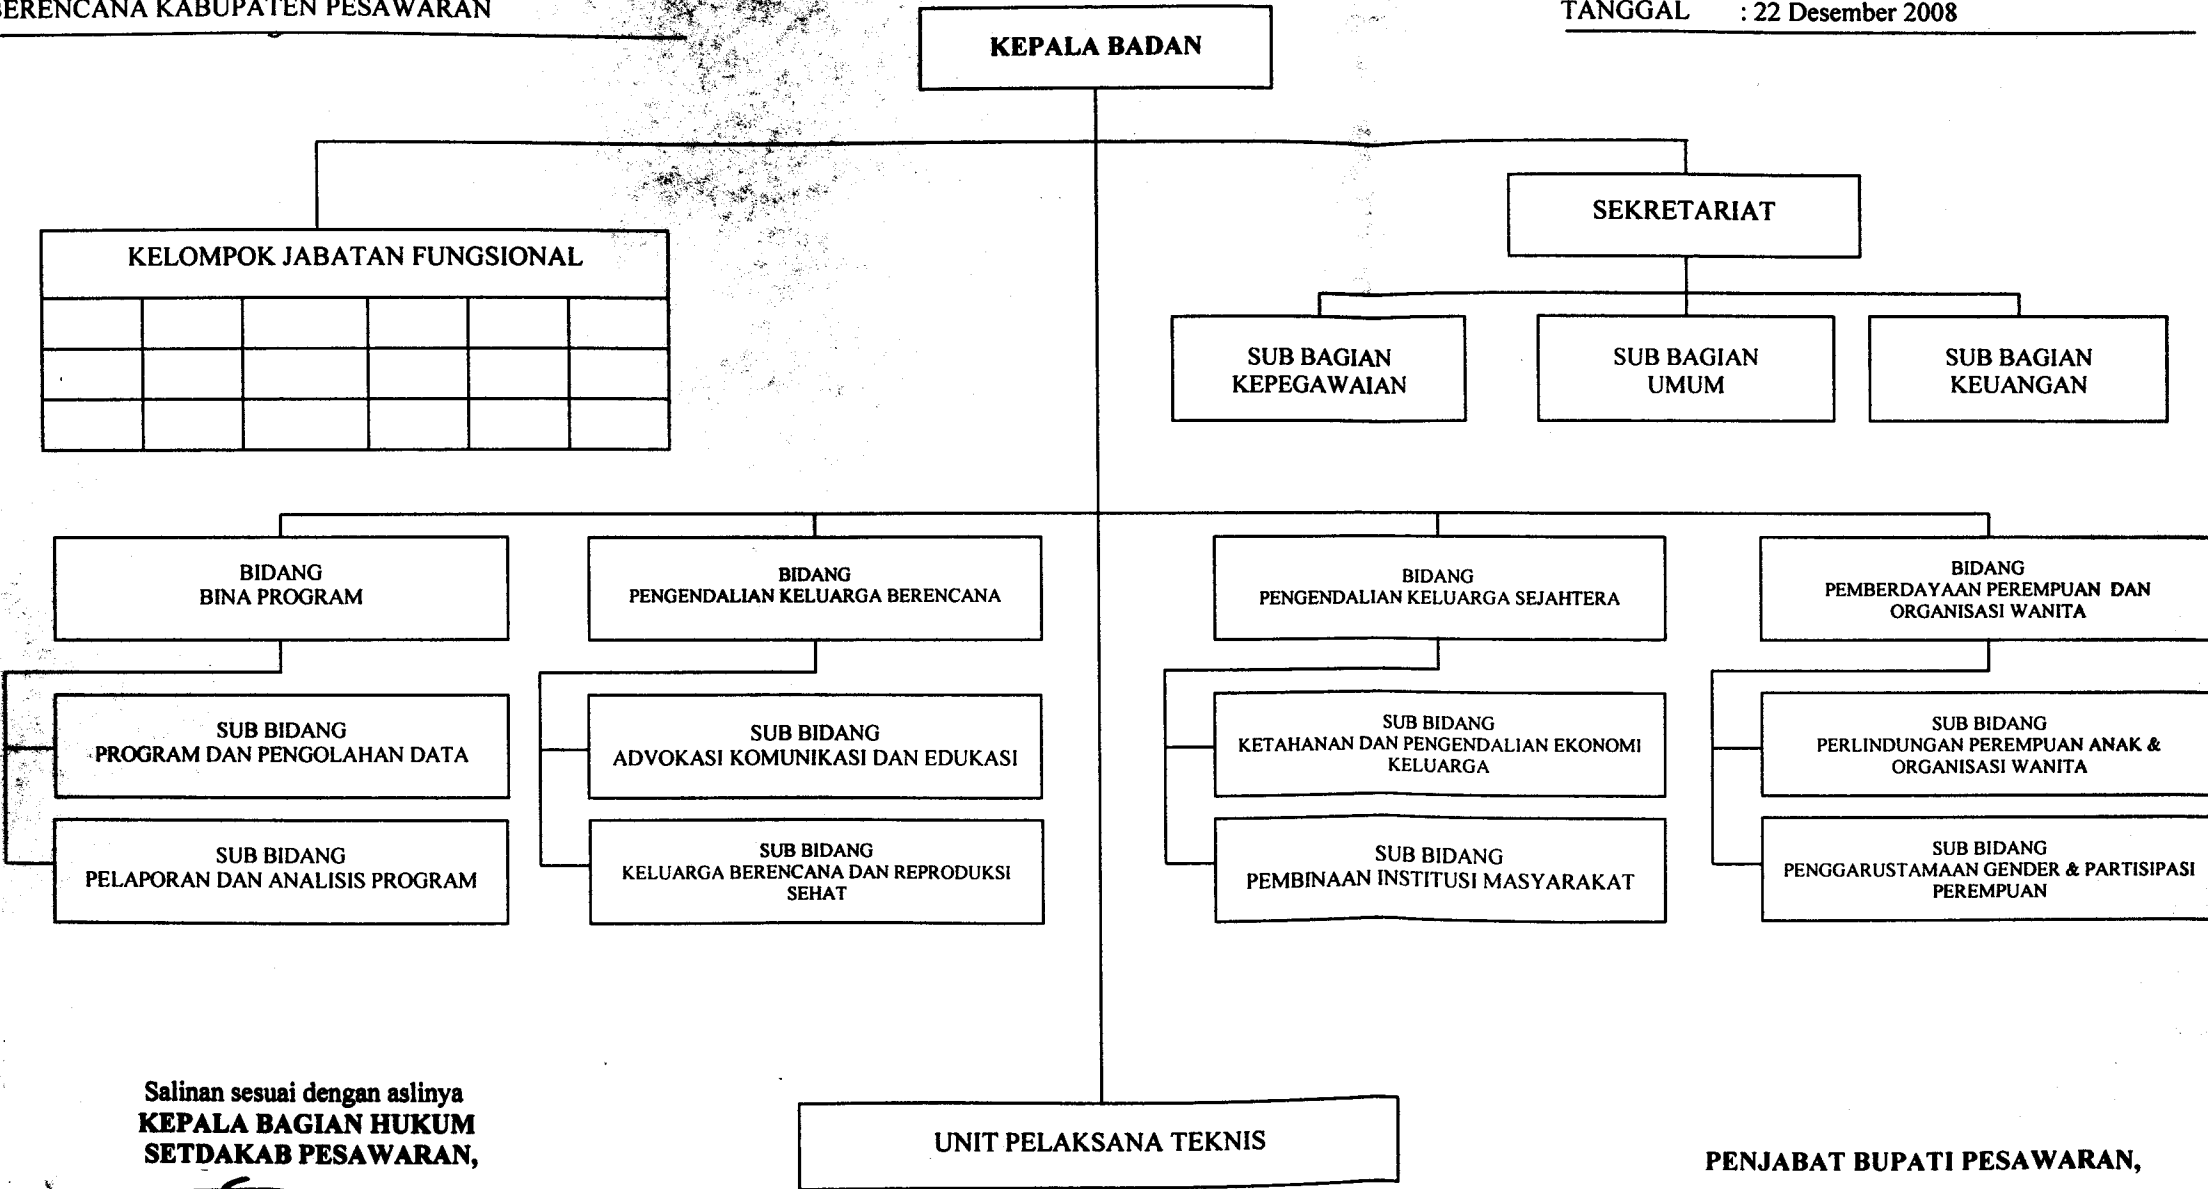 BERENCANA KABUPATEN PESAWARAN
TANGGAL : 22 Desember 2008
KEPALA BADAN
SEKRETARIAT
KELOMPOK JABATAN FUNGSIONAL
SUB BAGIAN
KEPEGAWAIAN
SUB BAGIAN
UMUM
SUB BAGIAN
KEUANGAN
BIDANG
BINA PROGRAM
BIDANG
PENGENDALIAN KELUARGA BERENCANA
BIDANG
PENGENDALIAN KELUARGA SEJAHTERA
BIDANG
PEMBERDAYAAN PEREMPUAN DAN
ORGANISASI WANITA
SUB BIDANG
PROGRAM DAN PENGOLAHAN DATA
SUB BIDANG
ADVOKASI KOMUNIKASI DAN EDUKASI
SUB BIDANG
KETAHANAN DAN PENGENDALIAN EKONOMI
KELUARGA
SUB BIDANG
PERLINDUNGAN PEREMPUAN ANAK &
ORGANISASI WANITA
SUB BIDANG
PELAPORAN DAN ANALISIS PROGRAM
SUB BIDANG
KELUARGA BERENCANA DAN REPRODUKSI
SEHAT
SUB BIDANG
PEMBINAAN INSTITUSI MASYARAKAT
SUB BIDANG
PENGGARUSTAMAAN GENDER & PARTISIPASI
PEREMPUAN
Salinan sesuai dengan aslinya
KEPALA BAGIAN HUKUM
SETDAKAB PESAWARAN,
UNIT PELAKSANA TEKNIS
PENJABAT BUPATI PESAWARAN,